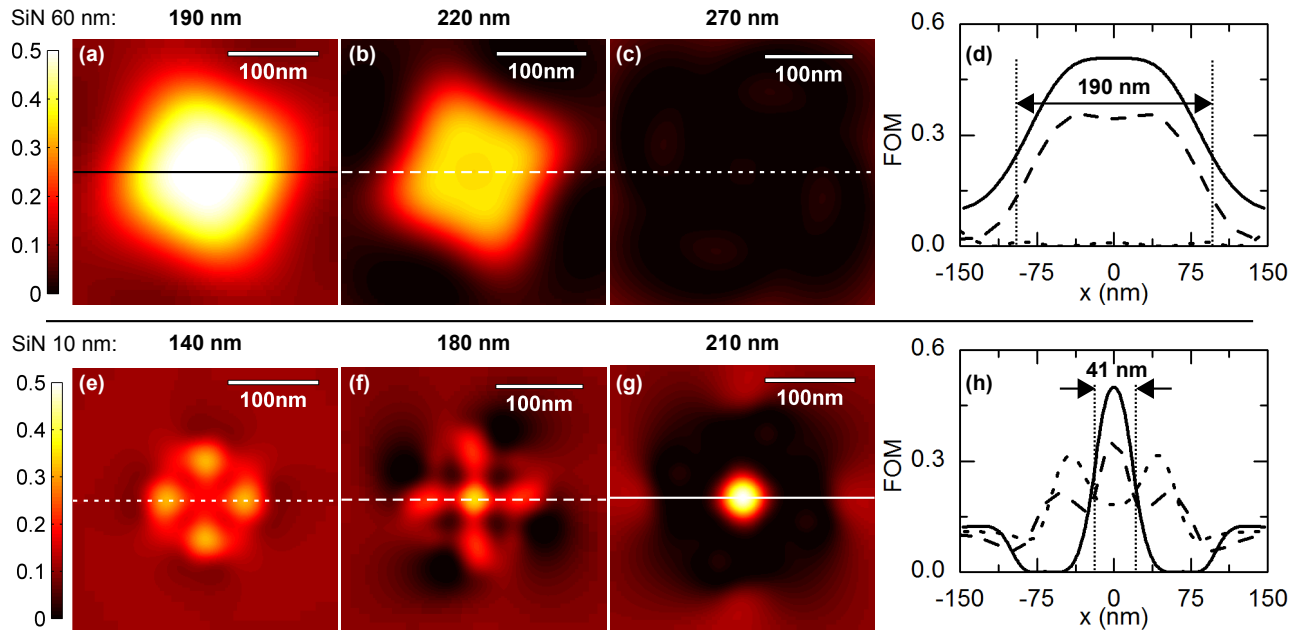 SiN 60 nm: 190 nm 220 nm 270 nm
(a) 100nm (b) 100nm (c) 100nm (d)
0.5
0.4
0.3
0.2
0.1
0
0.6
0.3
0.0
FOM
190 nm
-150 -75 0 75 150
x (nm)
SiN 10 nm: 140 nm 180 nm 210 nm
(e) 100nm (f) 100nm (g) 100nm (h)
0.5
0.4
0.3
0.2
0.1
0
0.6
0.3
0.0
FOM
41 nm
-150 -75 0 75 150
x (nm)